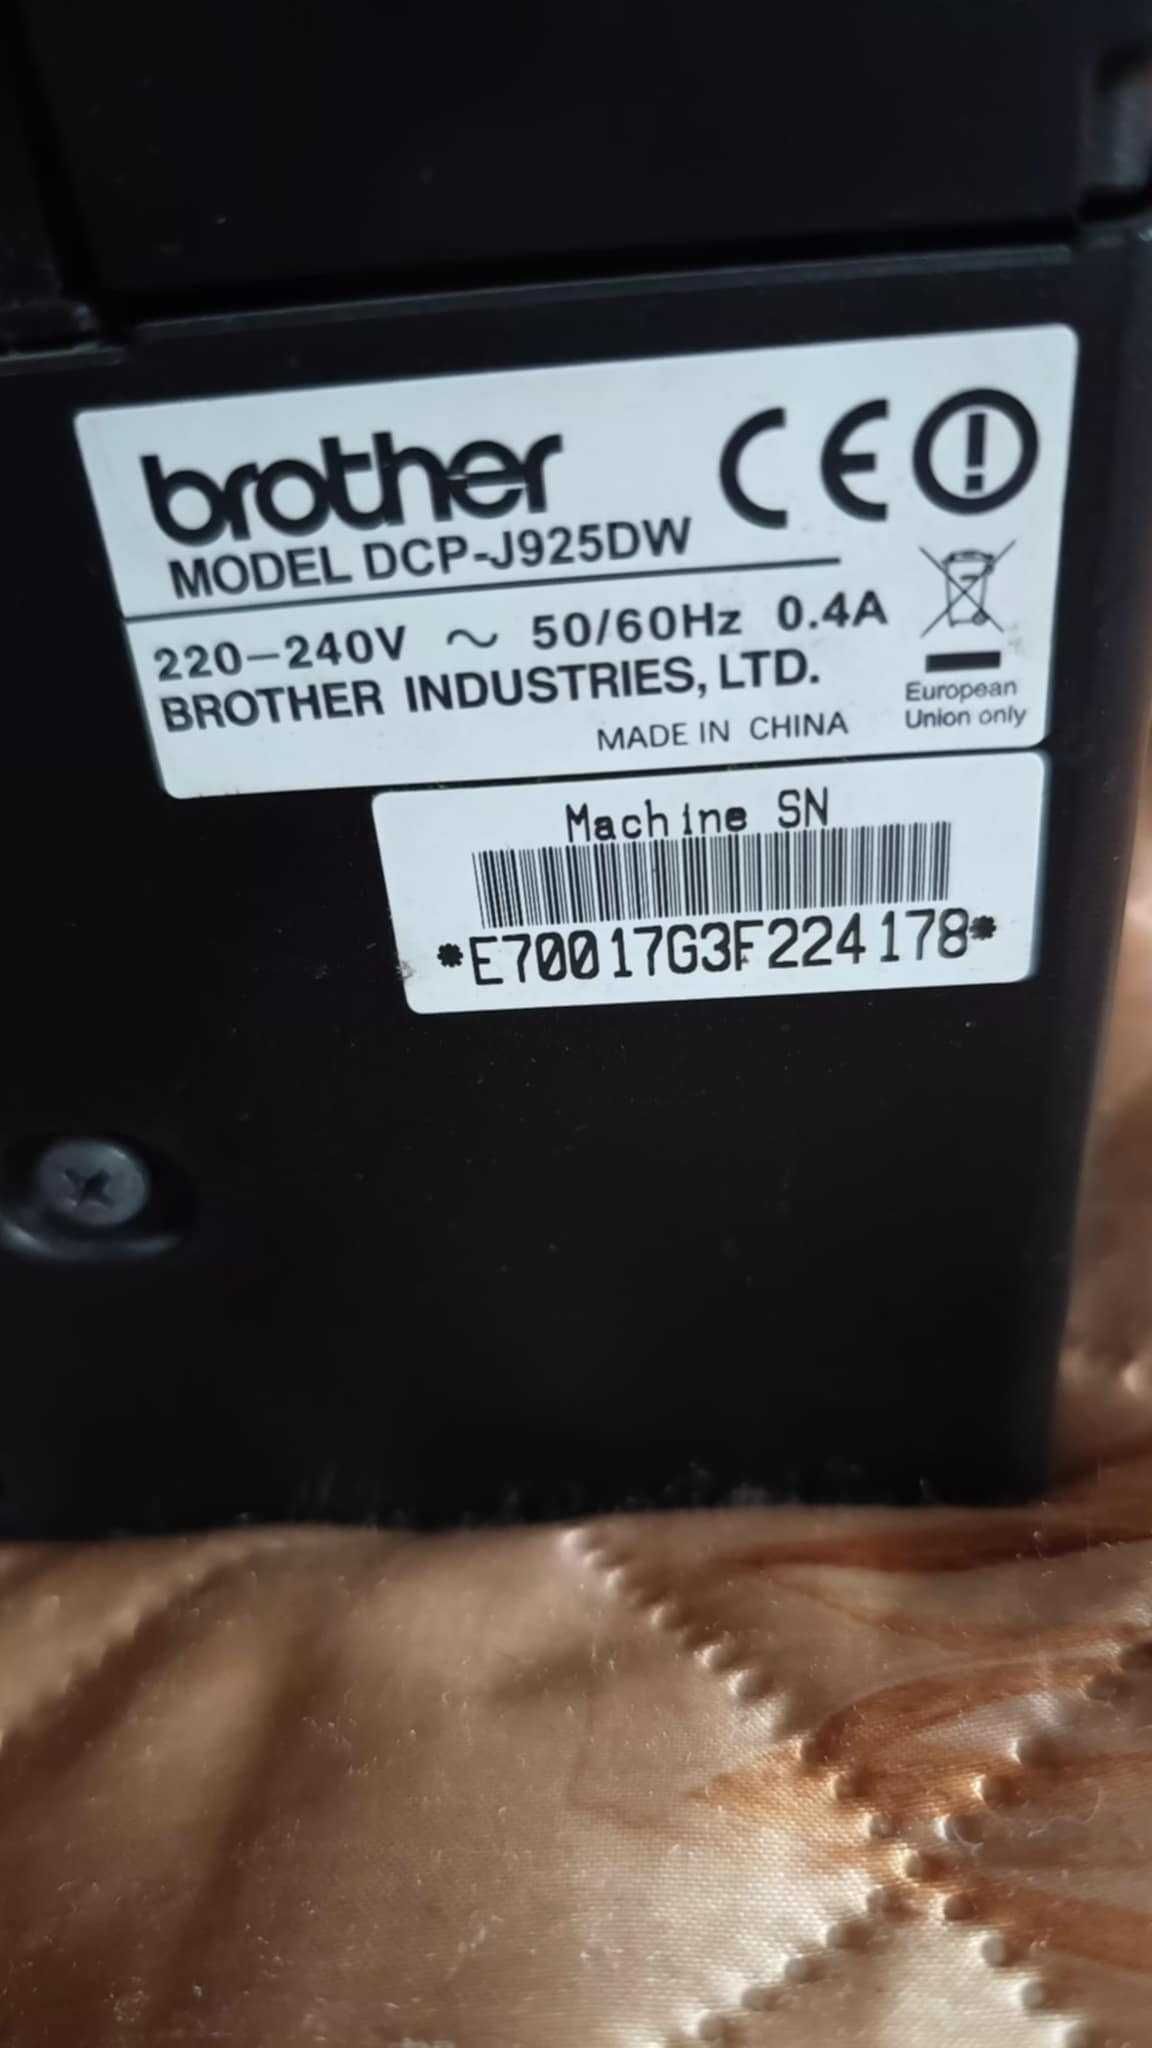 brother
MODEL DCP-J925DW
220-240V ~ 50/60Hz 0.4A
BROTHER INDUSTRIES, LTD.
MADE IN CHINA
CE
European
Union only
Machine SN
*E70017G3F224178*